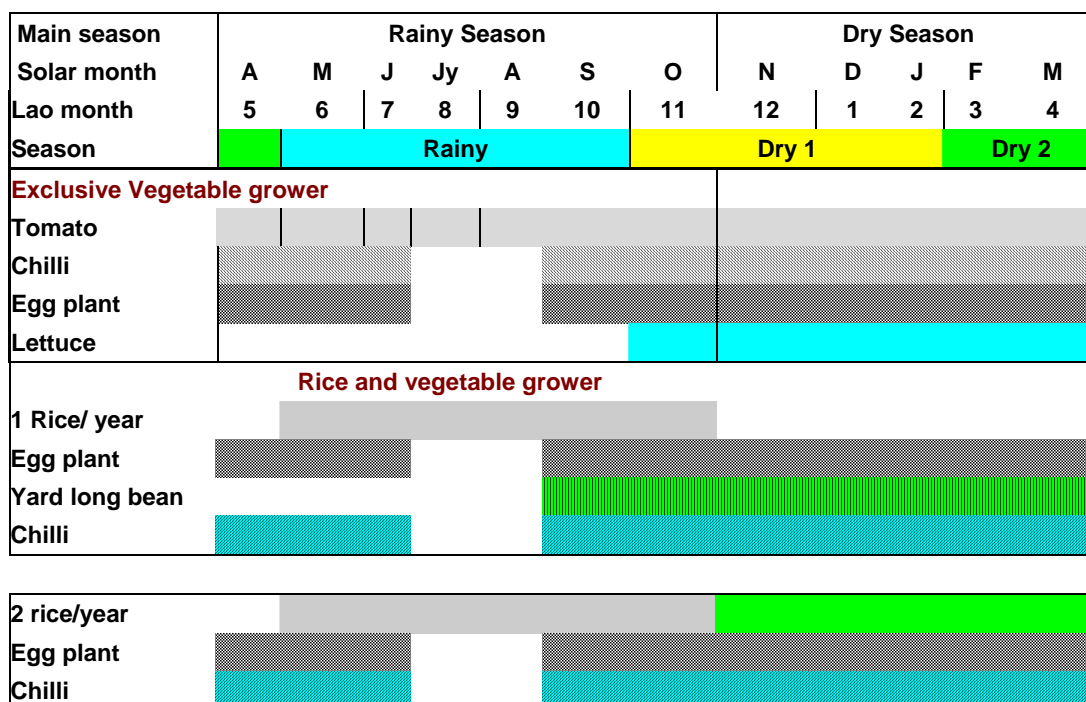 Main season Rainy Season Dry Season
Solar month A M J Jy A S O N D J F M
Lao month 5 6 7 8 9 10 11 12 1 2 3 4
Season Rainy Dry 1 Dry 2
Exclusive Vegetable grower
Tomato
Chilli
Egg plant
Lettuce
Rice and vegetable grower
1 Rice/ year
Egg plant
Yard long bean
Chilli
2 rice/year
Egg plant
Chilli